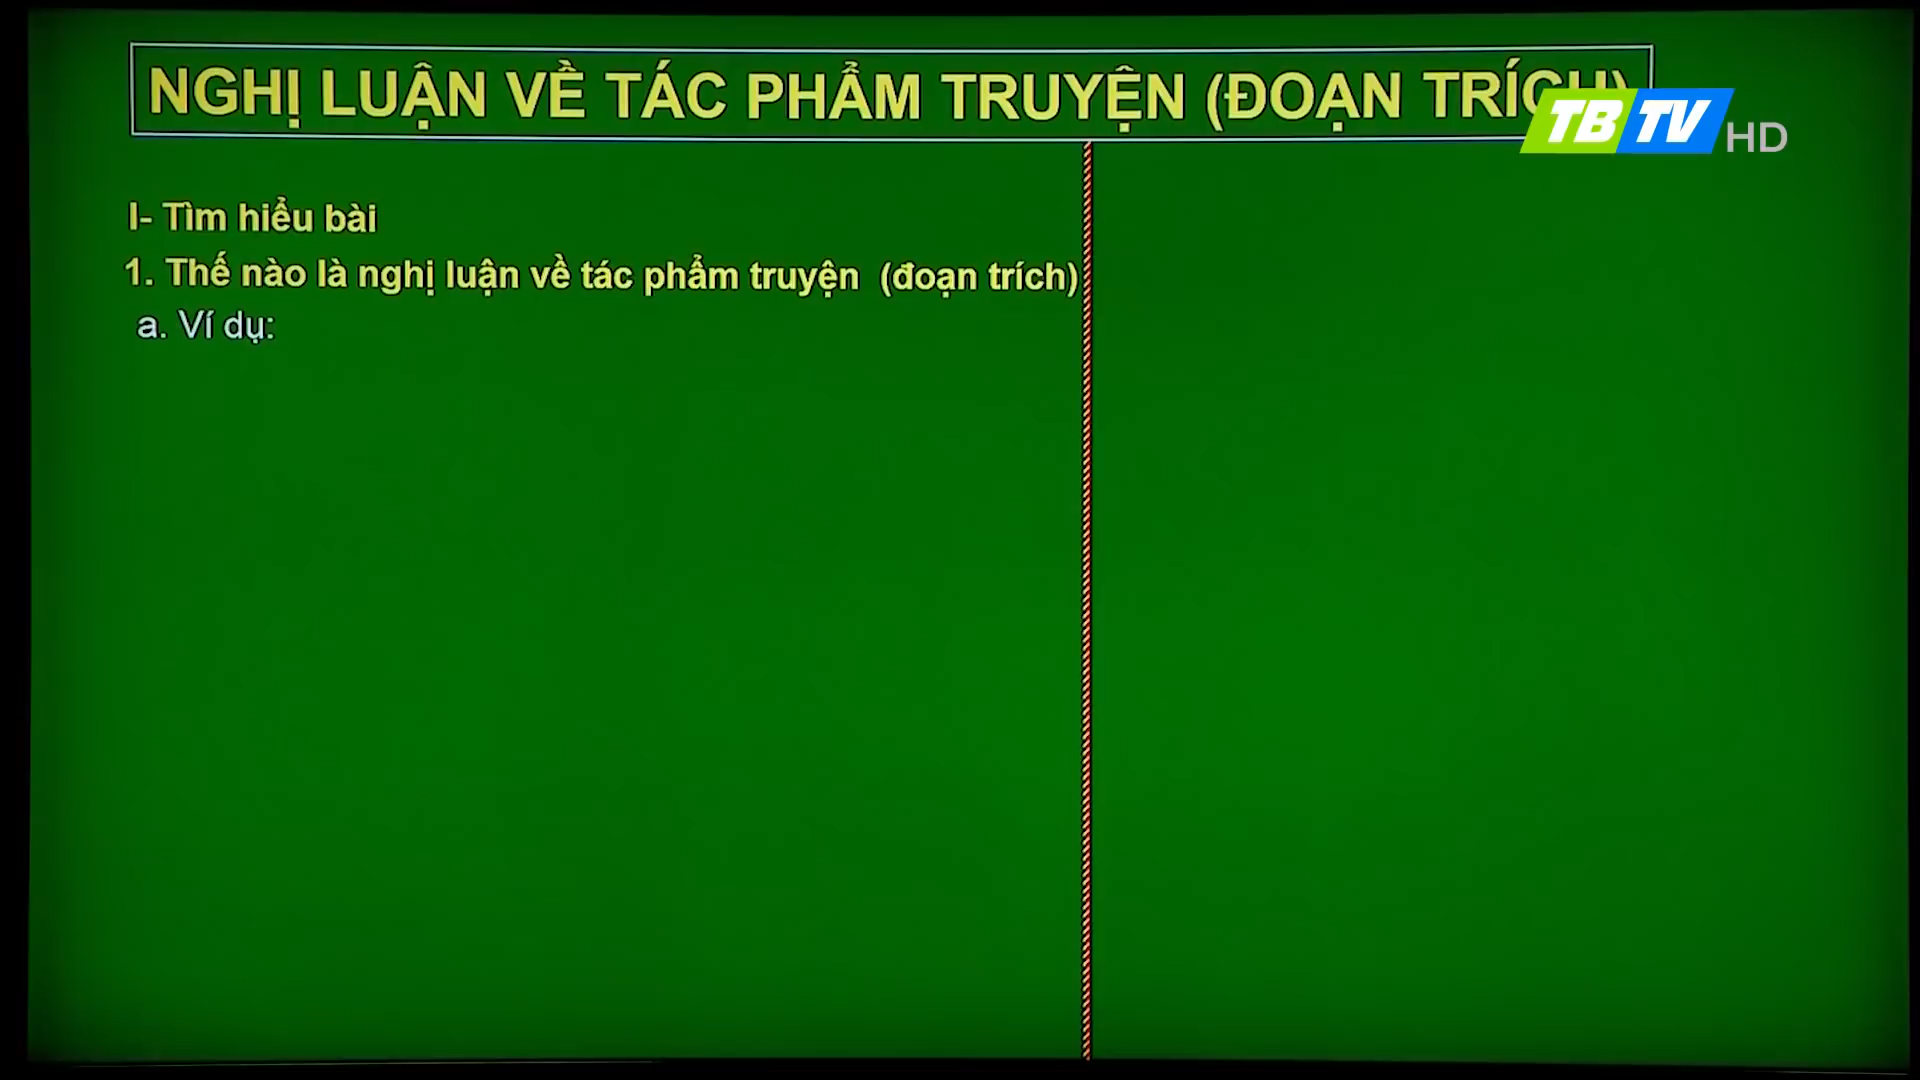 NGHỊ LUẬN VỀ TÁC PHẨM TRUYỆN (ĐOẠN TRÍCH)
TBTV HD
I- Tìm hiểu bài
1. Thế nào là nghị luận về tác phẩm truyện (đoạn trích)
a. Ví dụ: